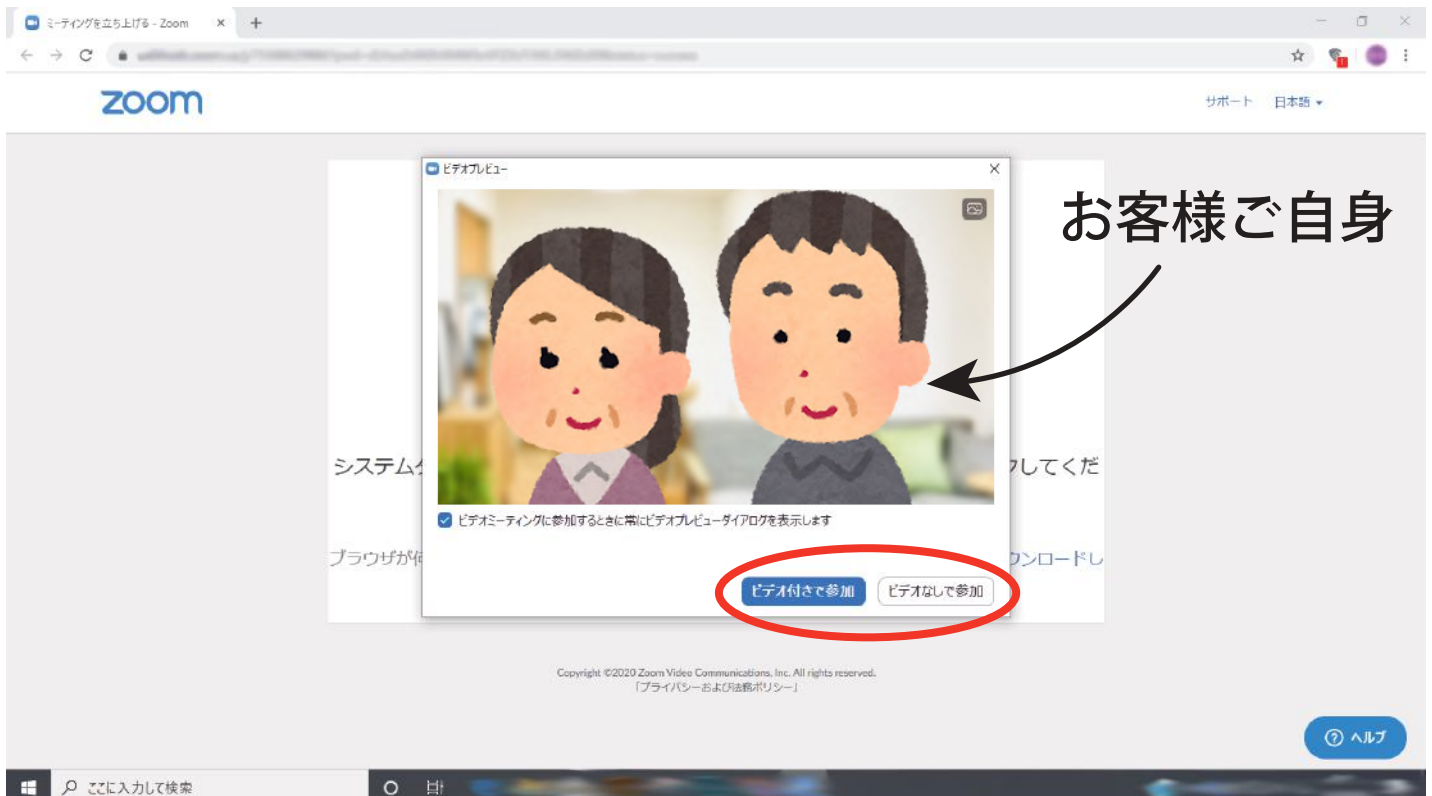 ミーティングを立ち上げる - Zoom
zoom
サポート 日本語
ビデオプレビュー
お客様ご自身
システム
クしてくだ
ビデオミーティングに参加するときに常にビデオプレビューダイアログを表示します
ブラウザが
ウンロードし
ビデオ付きで参加 ビデオなしで参加
Copyright ©2020 Zoom Video Communications, Inc. All rights reserved.
「プライバシーおよび法務ポリシー」
ヘルプ
ここに入力して検索